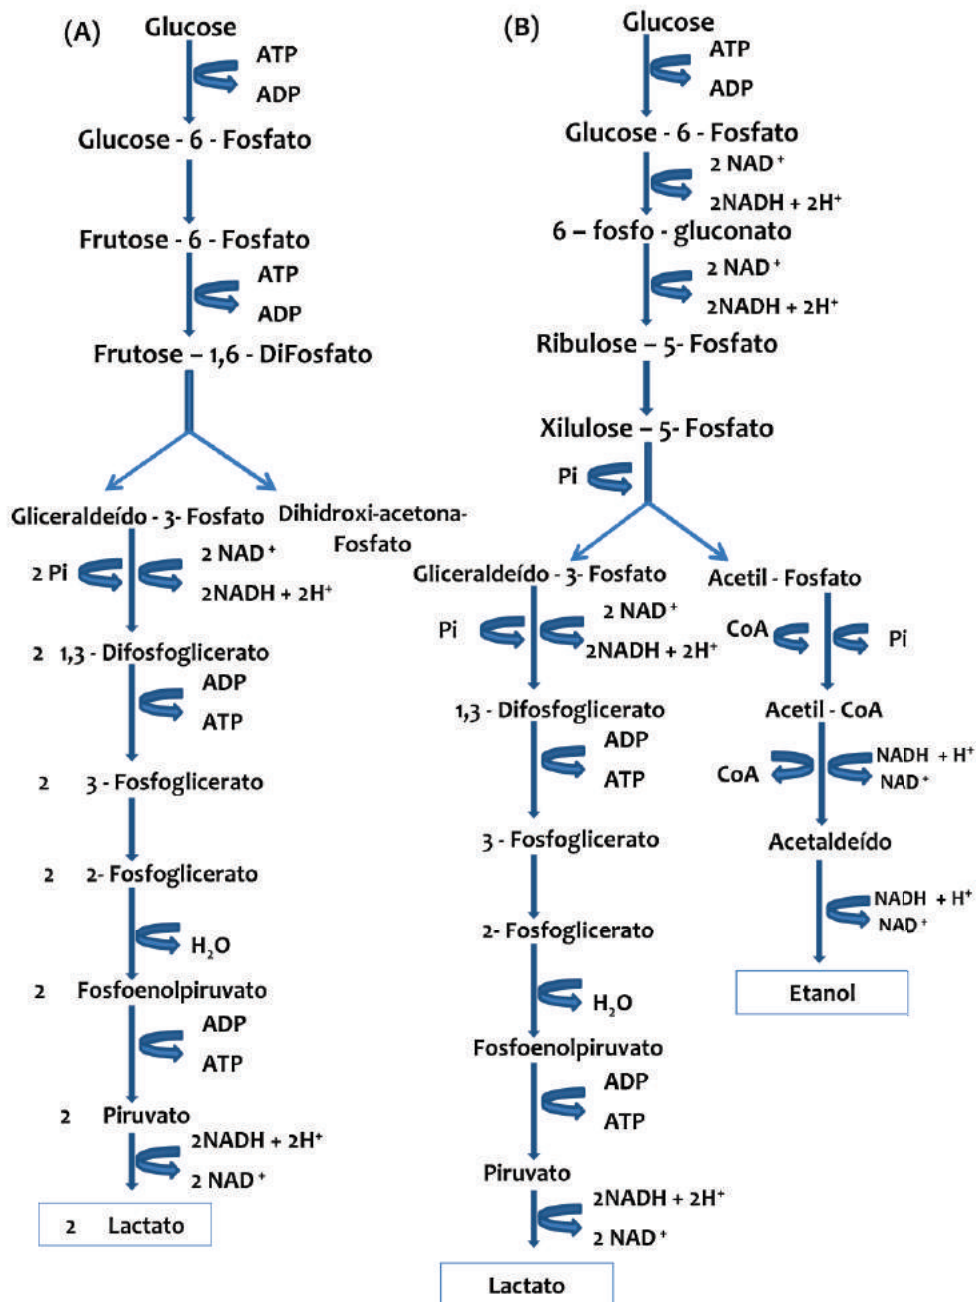 (A)
Glucose
ATP
ADP
Glucose - 6 - Fosfato
Frutose - 6 - Fosfato
ATP
ADP
Frutose – 1,6 - DiFosfato
Gliceraldeído - 3- Fosfato
Dihidroxi-acetona-
Fosfato
2 Pi
2 NAD⁺
2NADH + 2H⁺
2 1,3 - Difosfoglicerato
ADP
ATP
2 3 - Fosfoglicerato
2 2- Fosfoglicerato
H₂O
2 Fosfoenolpiruvato
ADP
ATP
2 Piruvato
2NADH + 2H⁺
2 NAD⁺
2 Lactato
(B)
Glucose
ATP
ADP
Glucose - 6 - Fosfato
2 NAD⁺
2NADH + 2H⁺
6 – fosfo - gluconato
2 NAD⁺
2NADH + 2H⁺
Ribulose – 5- Fosfato
Xilulose – 5- Fosfato
Pi
Gliceraldeído - 3- Fosfato
Pi
2 NAD⁺
2NADH + 2H⁺
1,3 - Difosfoglicerato
ADP
ATP
3 - Fosfoglicerato
2- Fosfoglicerato
H₂O
Fosfoenolpiruvato
ADP
ATP
Piruvato
2NADH + 2H⁺
2 NAD⁺
Lactato
Acetil - Fosfato
CoA
Pi
Acetil - CoA
CoA
NADH + H⁺
NAD⁺
Acetaldeído
NADH + H⁺
NAD⁺
Etanol